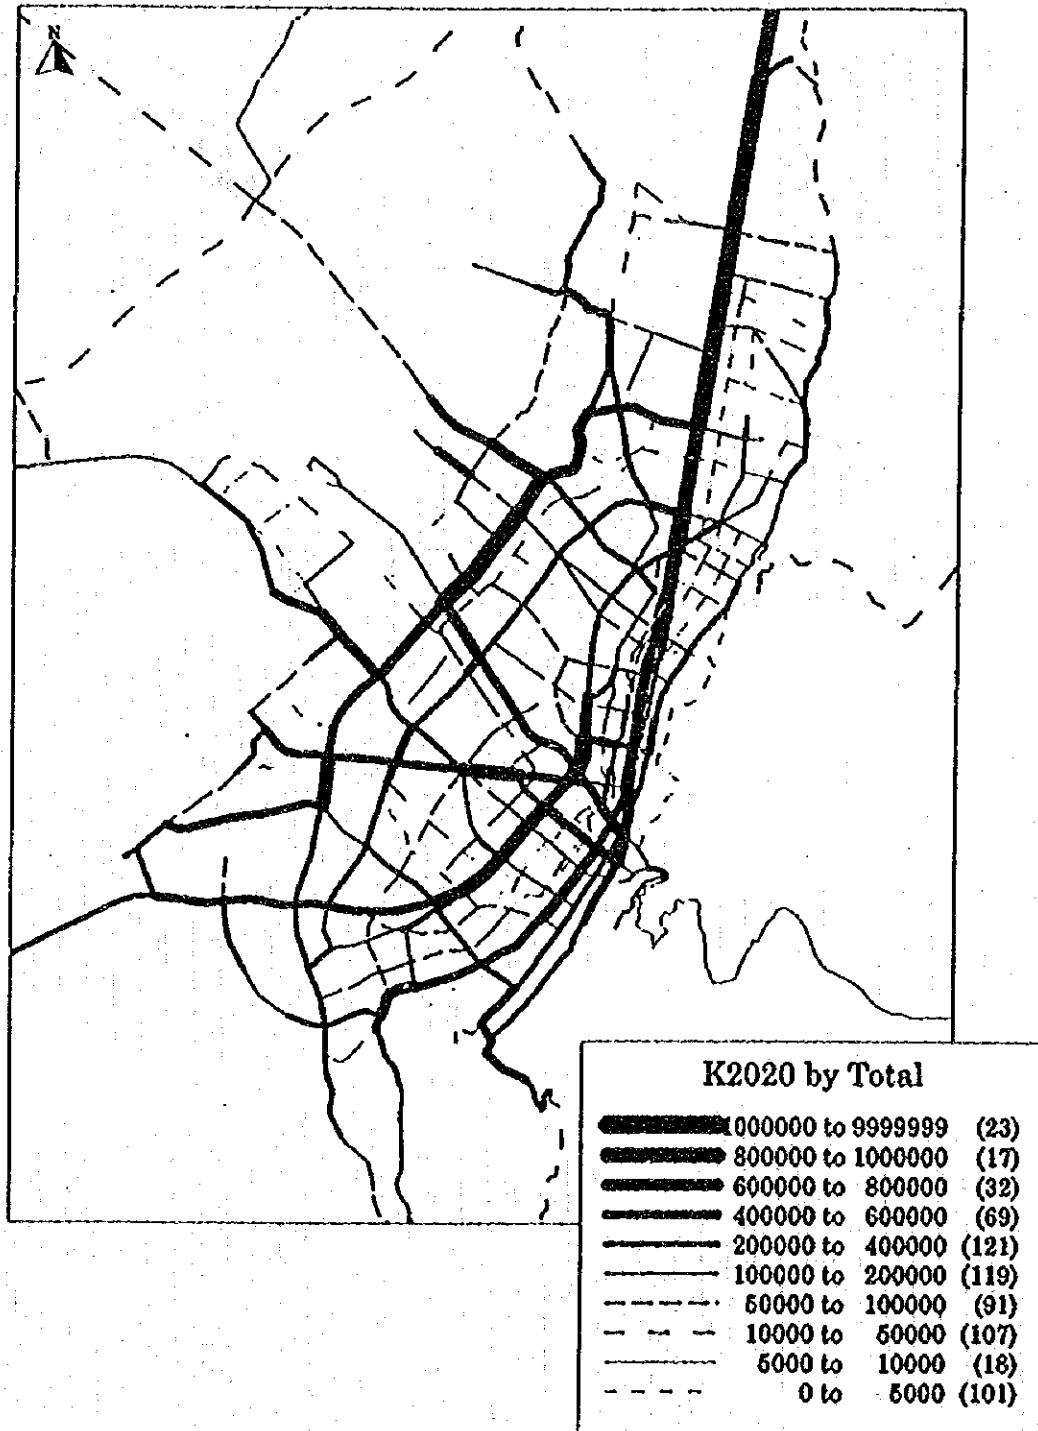 N
K2020 by Total
1000000 to 9999999 (23)
800000 to 1000000 (17)
600000 to 800000 (32)
400000 to 600000 (69)
200000 to 400000 (121)
100000 to 200000 (119)
50000 to 100000 (91)
10000 to 50000 (107)
5000 to 10000 (18)
0 to 5000 (101)